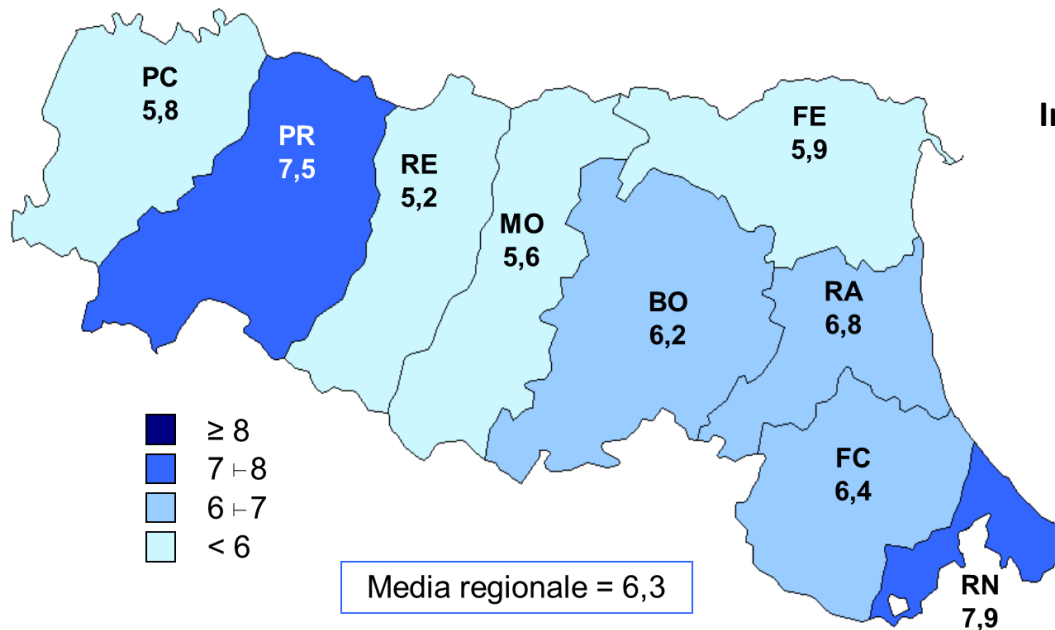 PC
5,8
PR
7,5
RE
5,2
MO
5,6
FE
5,9
BO
6,2
RA
6,8
FC
6,4
RN
7,9
≥ 8
7 ⊢ 8
6 ⊢ 7
< 6
Media regionale = 6,3